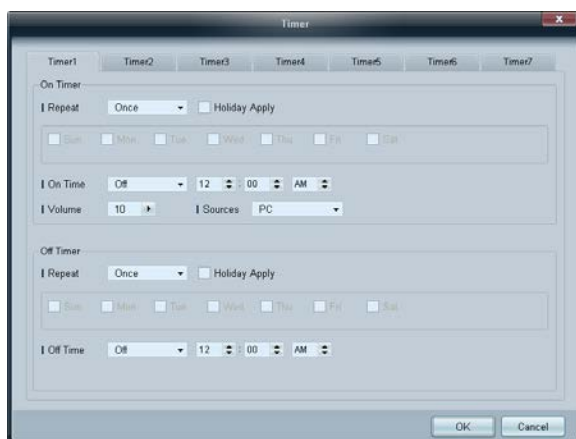 Timer
Timer1 Timer2 Timer3 Timer4 Timer5 Timer6 Timer7
On Timer
Repeat Once Holiday Apply
Sun Mon Tue Wed Thu Fri Sat
On Time Off 12 : 00 AM
Volume 10 Sources PC
Off Timer
Repeat Once Holiday Apply
Sun Mon Tue Wed Thu Fri Sat
Off Time Off 12 : 00 AM
OK Cancel